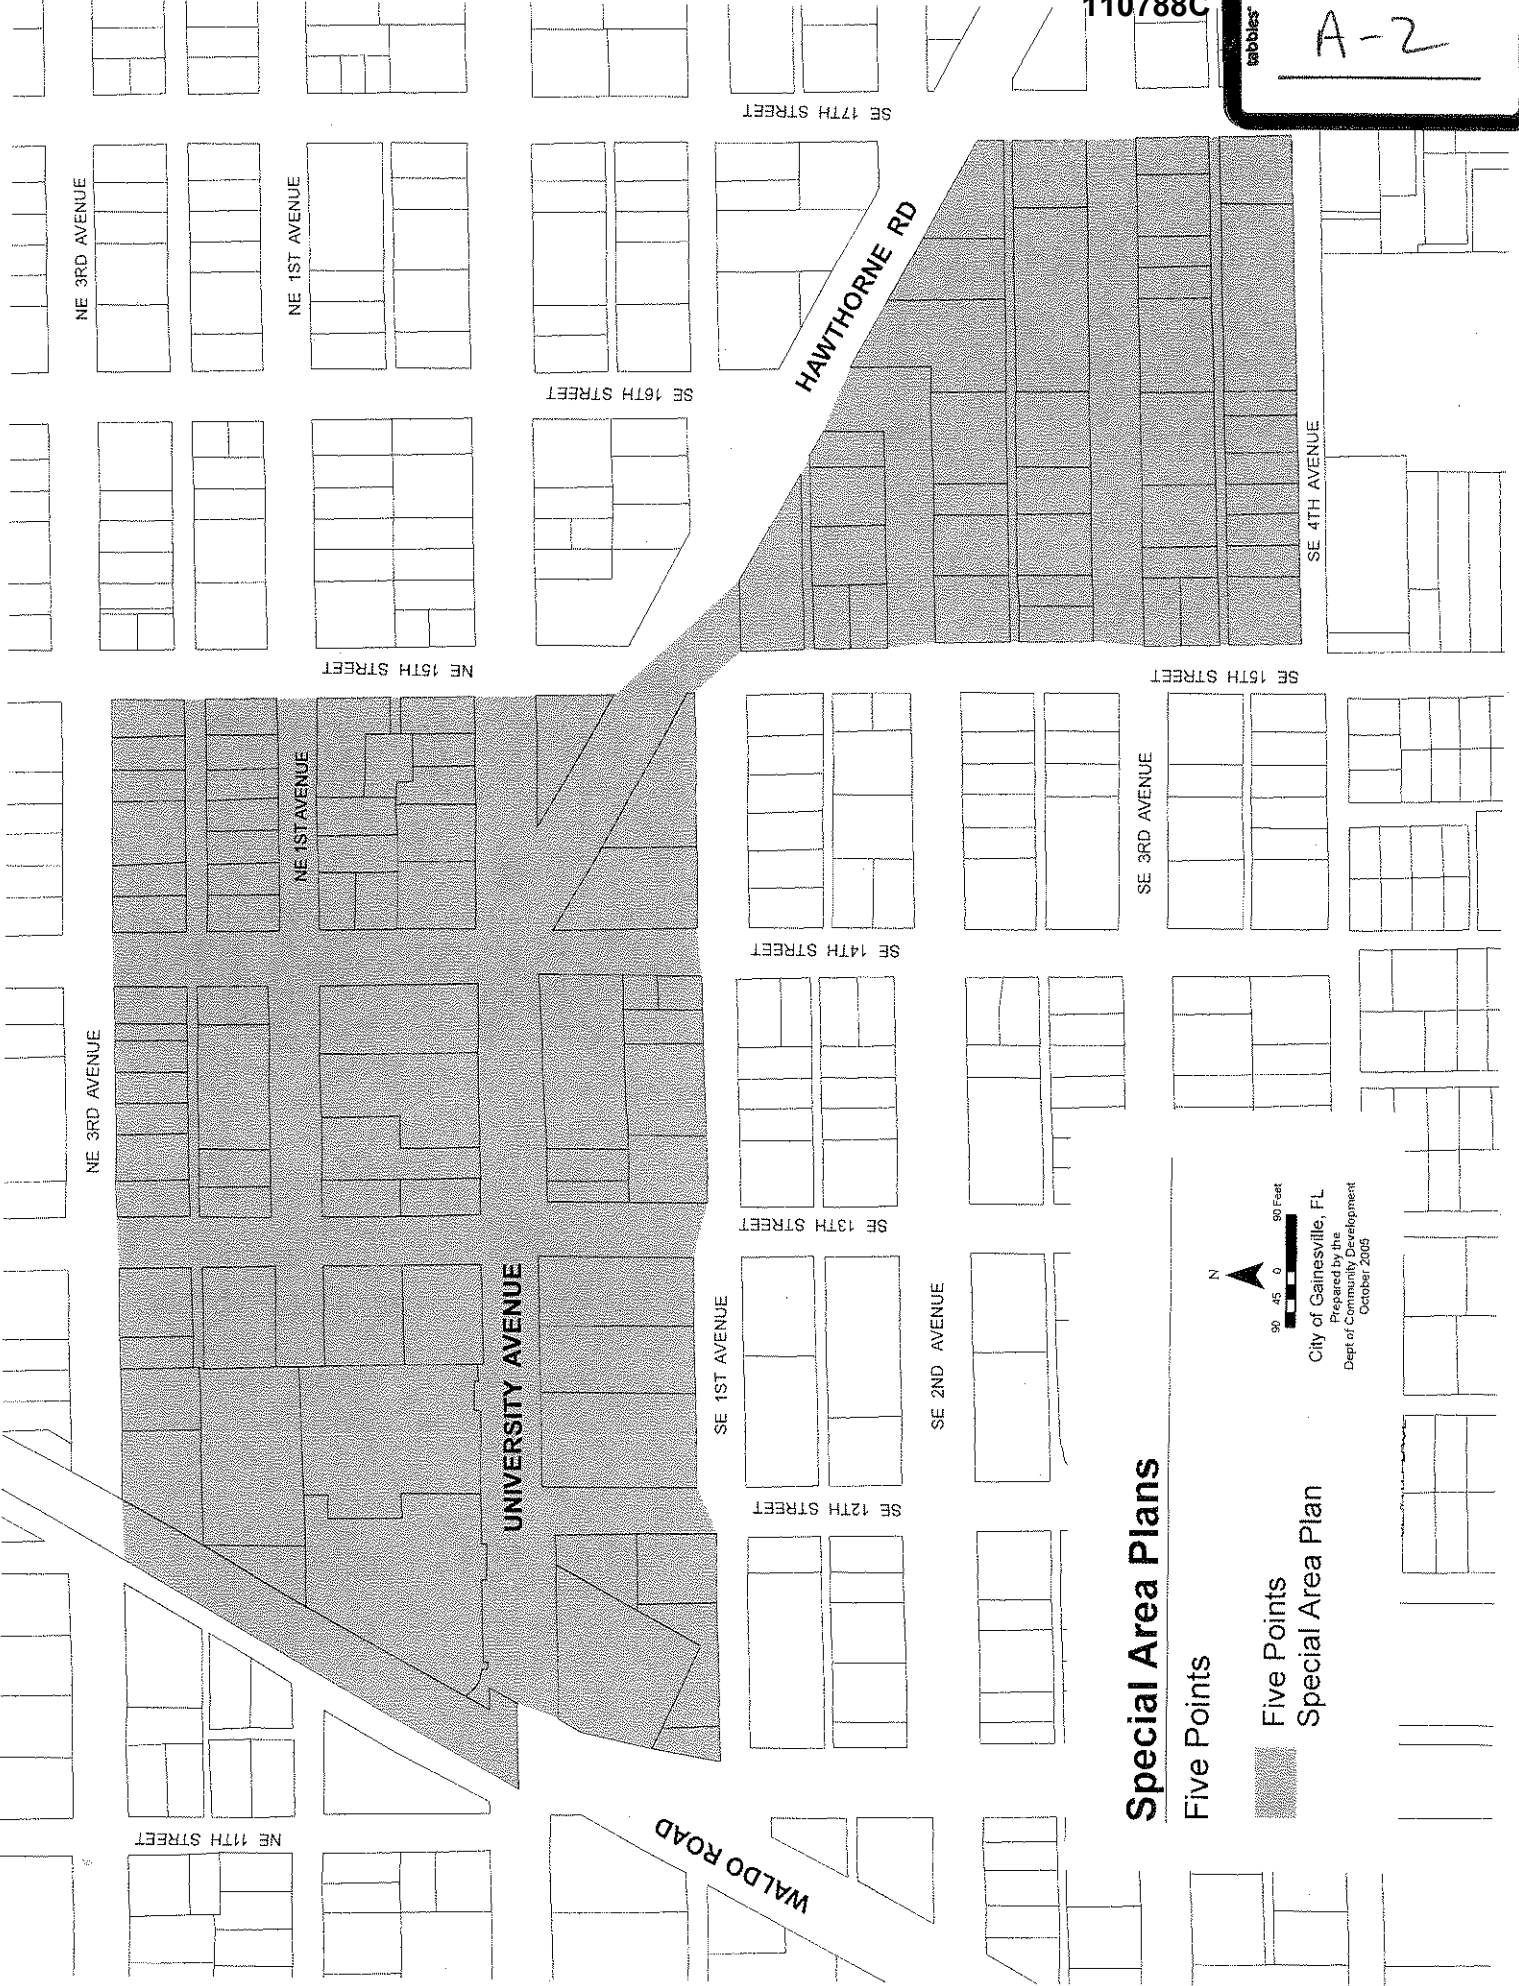 110788C
tabbies®
A-2
SE 17TH STREET
NE 3RD AVENUE
NE 1ST AVENUE
HAWTHORNE RD
SE 16TH STREET
SE 4TH AVENUE
NE 15TH STREET
SE 15TH STREET
NE 1ST AVENUE
SE 3RD AVENUE
SE 14TH STREET
NE 3RD AVENUE
SE 13TH STREET
UNIVERSITY AVENUE
SE 1ST AVENUE
SE 2ND AVENUE
SE 12TH STREET
NE 11TH STREET
WALDO ROAD
Special Area Plans
Five Points
Five Points
Special Area Plan
N
90 45 0 90 Feet
City of Gainesville, FL
Prepared by the
Dept of Community Development
October 2005